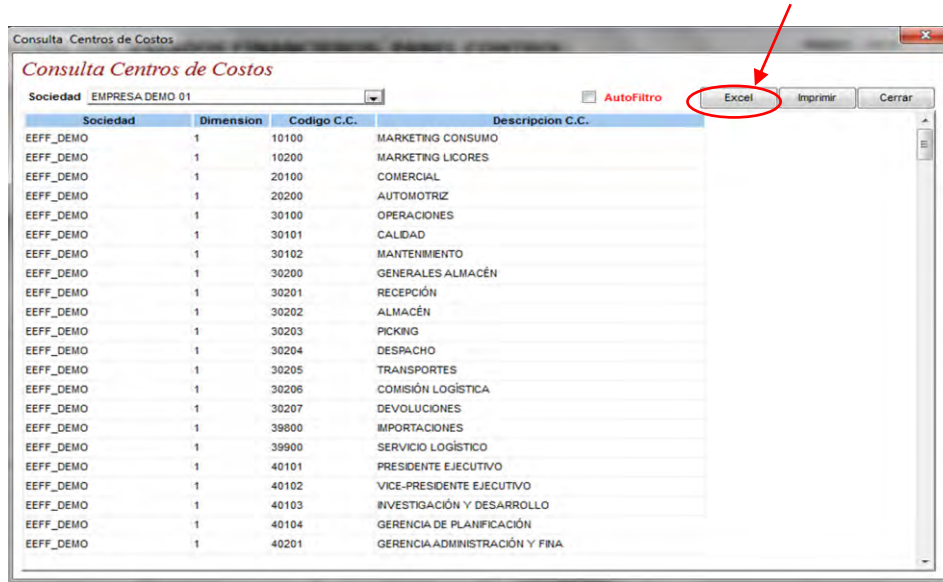 Consulta Centros de Costos
Consulta Centros de Costos
Sociedad EMPRESA DEMO 01 AutoFiltro Excel Imprimir Cerrar
Sociedad Dimension Codigo C.C. Descripcion C.C.
EEFF_DEMO 1 10100 MARKETING CONSUMO
EEFF_DEMO 1 10200 MARKETING LICORES
EEFF_DEMO 1 20100 COMERCIAL
EEFF_DEMO 1 20200 AUTOMOTRIZ
EEFF_DEMO 1 30100 OPERACIONES
EEFF_DEMO 1 30101 CALIDAD
EEFF_DEMO 1 30102 MANTENIMIENTO
EEFF_DEMO 1 30200 GENERALES ALMACÉN
EEFF_DEMO 1 30201 RECEPCIÓN
EEFF_DEMO 1 30202 ALMACÉN
EEFF_DEMO 1 30203 PICKING
EEFF_DEMO 1 30204 DESPACHO
EEFF_DEMO 1 30205 TRANSPORTES
EEFF_DEMO 1 30206 COMISIÓN LOGÍSTICA
EEFF_DEMO 1 30207 DEVOLUCIONES
EEFF_DEMO 1 39800 IMPORTACIONES
EEFF_DEMO 1 39900 SERVICIO LOGÍSTICO
EEFF_DEMO 1 40101 PRESIDENTE EJECUTIVO
EEFF_DEMO 1 40102 VICE-PRESIDENTE EJECUTIVO
EEFF_DEMO 1 40103 INVESTIGACIÓN Y DESARROLLO
EEFF_DEMO 1 40104 GERENCIA DE PLANIFICACIÓN
EEFF_DEMO 1 40201 GERENCIA ADMINISTRACIÓN Y FINA